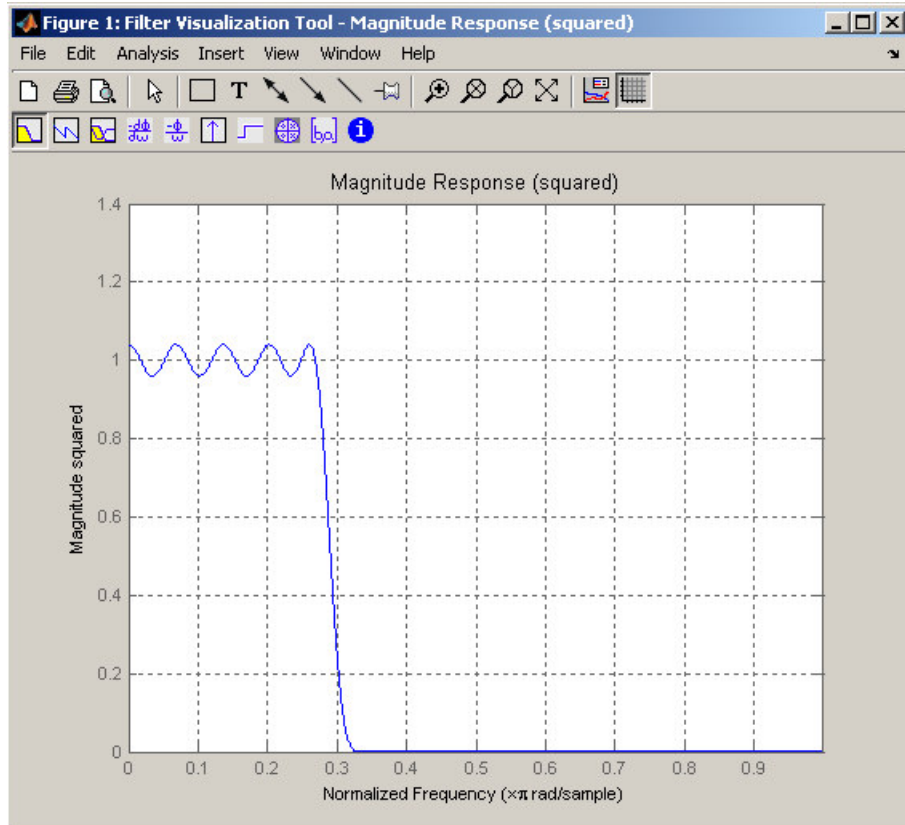 Figure 1: Filter Visualization Tool - Magnitude Response (squared)
File Edit Analysis Insert View Window Help
T
Magnitude Response (squared)
1.4
1.2
1
0.8
0.6
0.4
0.2
0
Magnitude squared
0 0.1 0.2 0.3 0.4 0.5 0.6 0.7 0.8 0.9
Normalized Frequency (×π rad/sample)